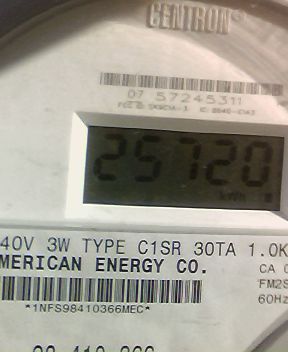 CENTRON®
07 57245311
25720
kWh
40V 3W TYPE C1SR 30TA 1.0K
MERICAN ENERGY CO.
CA 0
FM2S
60Hz
*1NFS98410366MEC*